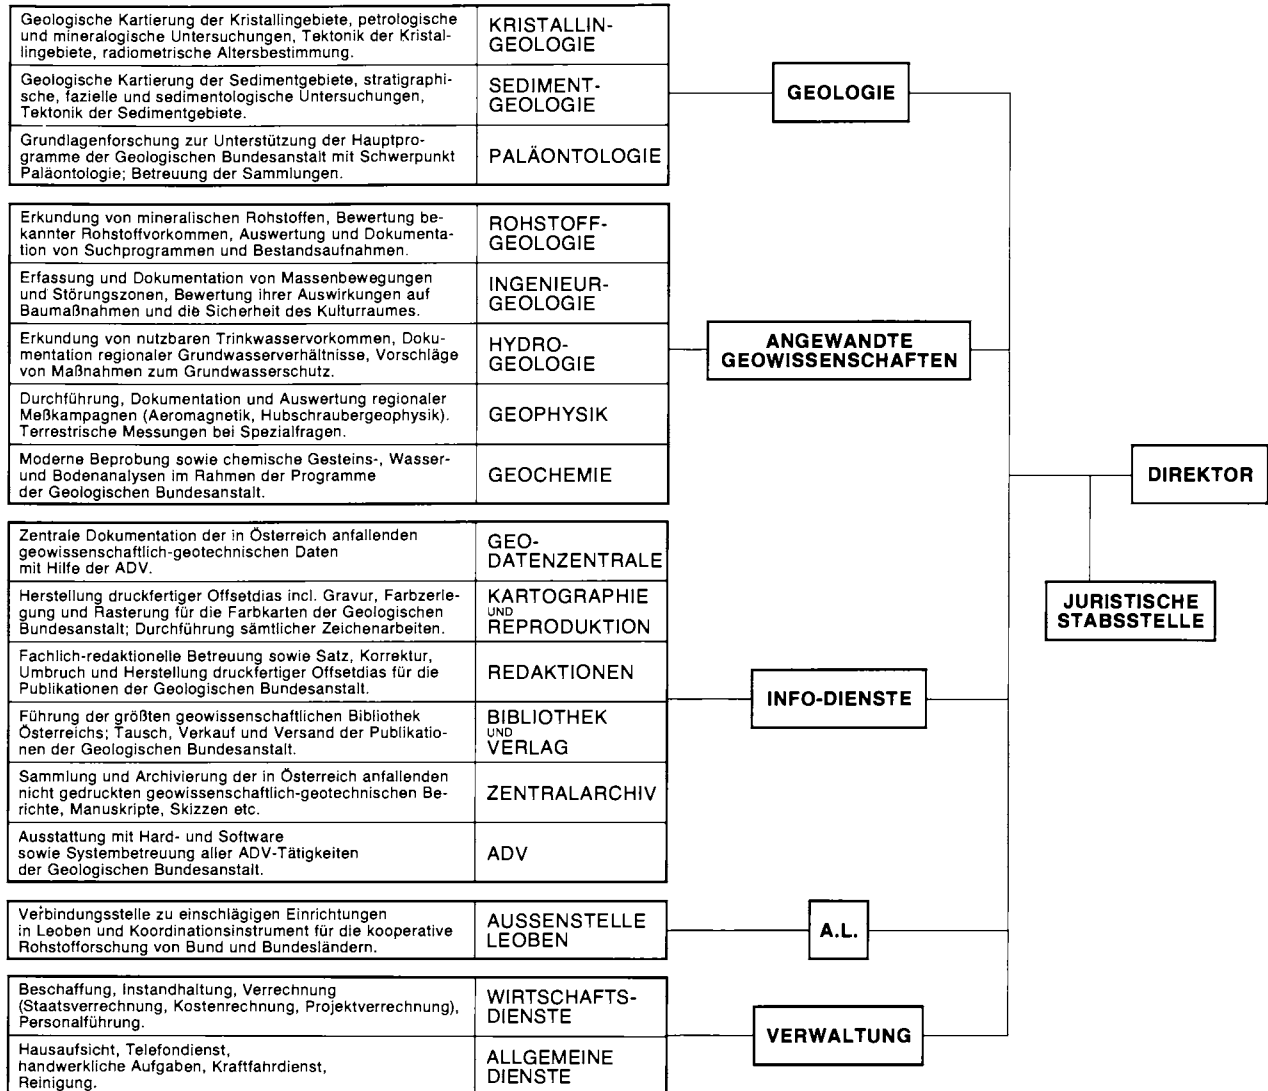 Geologische Kartierung der Kristallingebiete, petrologische
und mineralogische Untersuchungen, Tektonik der Kristal-
lingebiete, radiometrische Altersbestimmung.
KRISTALLIN-
GEOLOGIE
Geologische Kartierung der Sedimentgebiete, stratigraphi-
sche, fazielle und sedimentologische Untersuchungen,
Tektonik der Sedimentgebiete.
SEDIMENT-
GEOLOGIE
Grundlagenforschung zur Unterstützung der Hauptpro-
gramme der Geologischen Bundesanstalt mit Schwerpunkt
Paläontologie; Betreuung der Sammlungen.
PALÄONTOLOGIE
GEOLOGIE
Erkundung von mineralischen Rohstoffen, Bewertung be-
kannter Rohstoffvorkommen, Auswertung und Dokumenta-
tion von Suchprogrammen und Bestandsaufnahmen.
ROHSTOFF-
GEOLOGIE
Erfassung und Dokumentation von Massenbewegungen
und Störungszonen, Bewertung ihrer Auswirkungen auf
Baumaßnahmen und die Sicherheit des Kulturraumes.
INGENIEUR-
GEOLOGIE
Erkundung von nutzbaren Trinkwasservorkommen, Doku-
mentation regionaler Grundwasserverhältnisse, Vorschläge
von Maßnahmen zum Grundwasserschutz.
HYDRO-
GEOLOGIE
Durchführung, Dokumentation und Auswertung regionaler
Meßkampagnen (Aeromagnetik, Hubschraubergeophysik).
Terrestrische Messungen bei Spezialfragen.
GEOPHYSIK
Moderne Beprobung sowie chemische Gesteins-, Wasser-
und Bodenanalysen im Rahmen der Programme
der Geologischen Bundesanstalt.
GEOCHEMIE
ANGEWANDTE
GEOWISSENSCHAFTEN
Zentrale Dokumentation der in Österreich anfallenden
geowissenschaftlich-geotechnischen Daten
mit Hilfe der ADV.
GEO-
DATENZENTRALE
Herstellung druckfertiger Offsetdias incl. Gravur, Farbzerle-
gung und Rasterung für die Farbkarten der Geologischen
Bundesanstalt; Durchführung sämtlicher Zeichenarbeiten.
KARTOGRAPHIE
UND
REPRODUKTION
Fachlich-redaktionelle Betreuung sowie Satz, Korrektur,
Umbruch und Herstellung druckfertiger Offsetdias für die
Publikationen der Geologischen Bundesanstalt.
REDAKTIONEN
Führung der größten geowissenschaftlichen Bibliothek
Österreichs; Tausch, Verkauf und Versand der Publikatio-
nen der Geologischen Bundesanstalt.
BIBLIOTHEK
UND
VERLAG
Sammlung und Archivierung der in Österreich anfallenden
nicht gedruckten geowissenschaftlich-geotechnischen Be-
richte, Manuskripte, Skizzen etc.
ZENTRALARCHIV
Ausstattung mit Hard- und Software
sowie Systembetreuung aller ADV-Tätigkeiten
der Geologischen Bundesanstalt.
ADV
INFO-DIENSTE
Verbindungsstelle zu einschlägigen Einrichtungen
in Leoben und Koordinationsinstrument für die kooperative
Rohstofforschung von Bund und Bundesländern.
AUSSENSTELLE
LEOBEN
A.L.
Beschaffung, Instandhaltung, Verrechnung
(Staatsverrechnung, Kostenrechnung, Projektverrechnung),
Personalführung.
WIRTSCHAFTS-
DIENSTE
Hausaufsicht, Telefondienst,
handwerkliche Aufgaben, Kraftfahrdienst,
Reinigung.
ALLGEMEINE
DIENSTE
VERWALTUNG
DIREKTOR
JURISTISCHE
STABSSTELLE